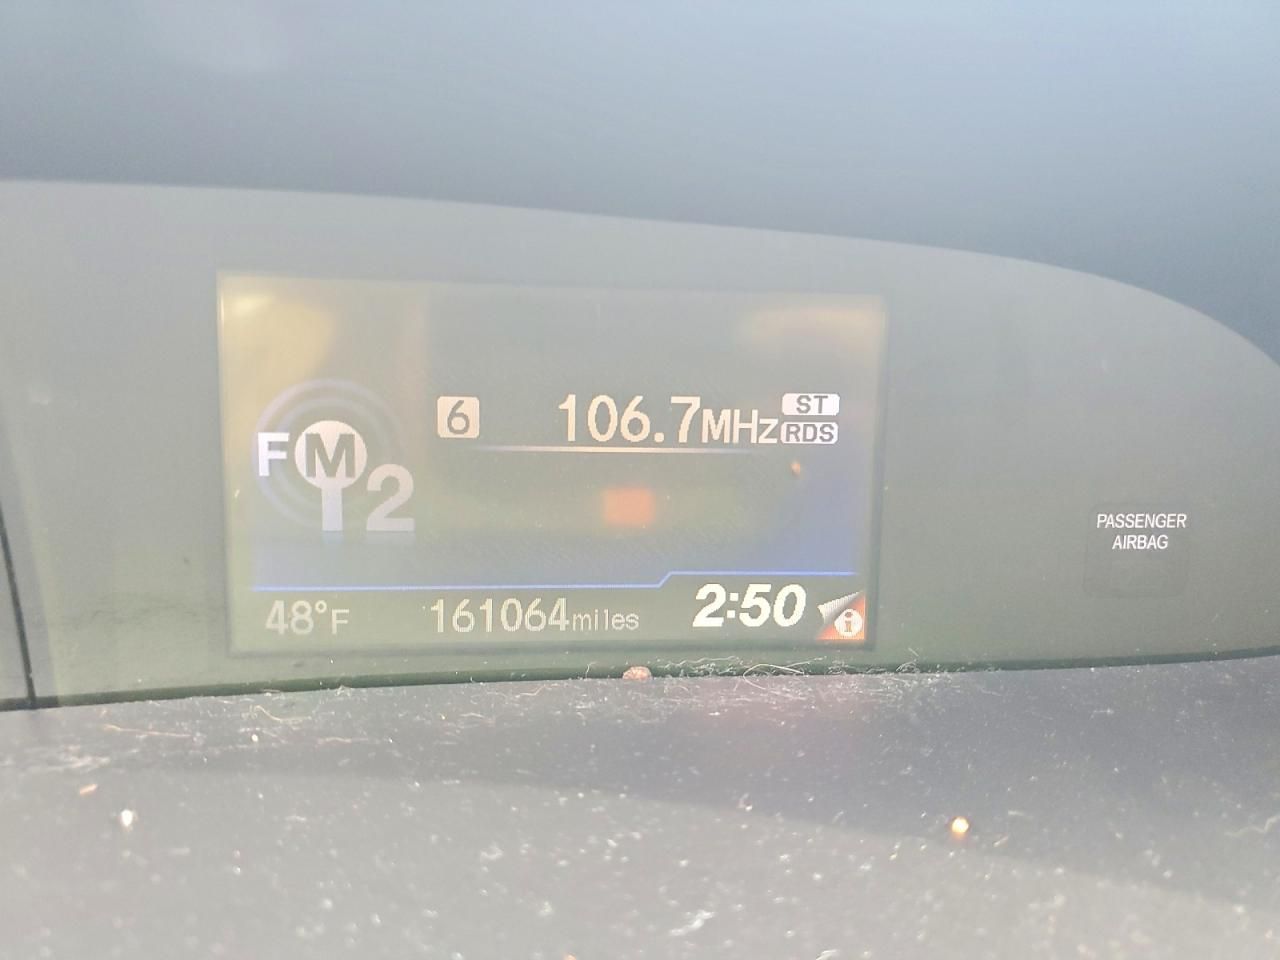 6 106.7MHz ST
RDS
FM2
48°F 161064miles 2:50 i
PASSENGER
AIRBAG